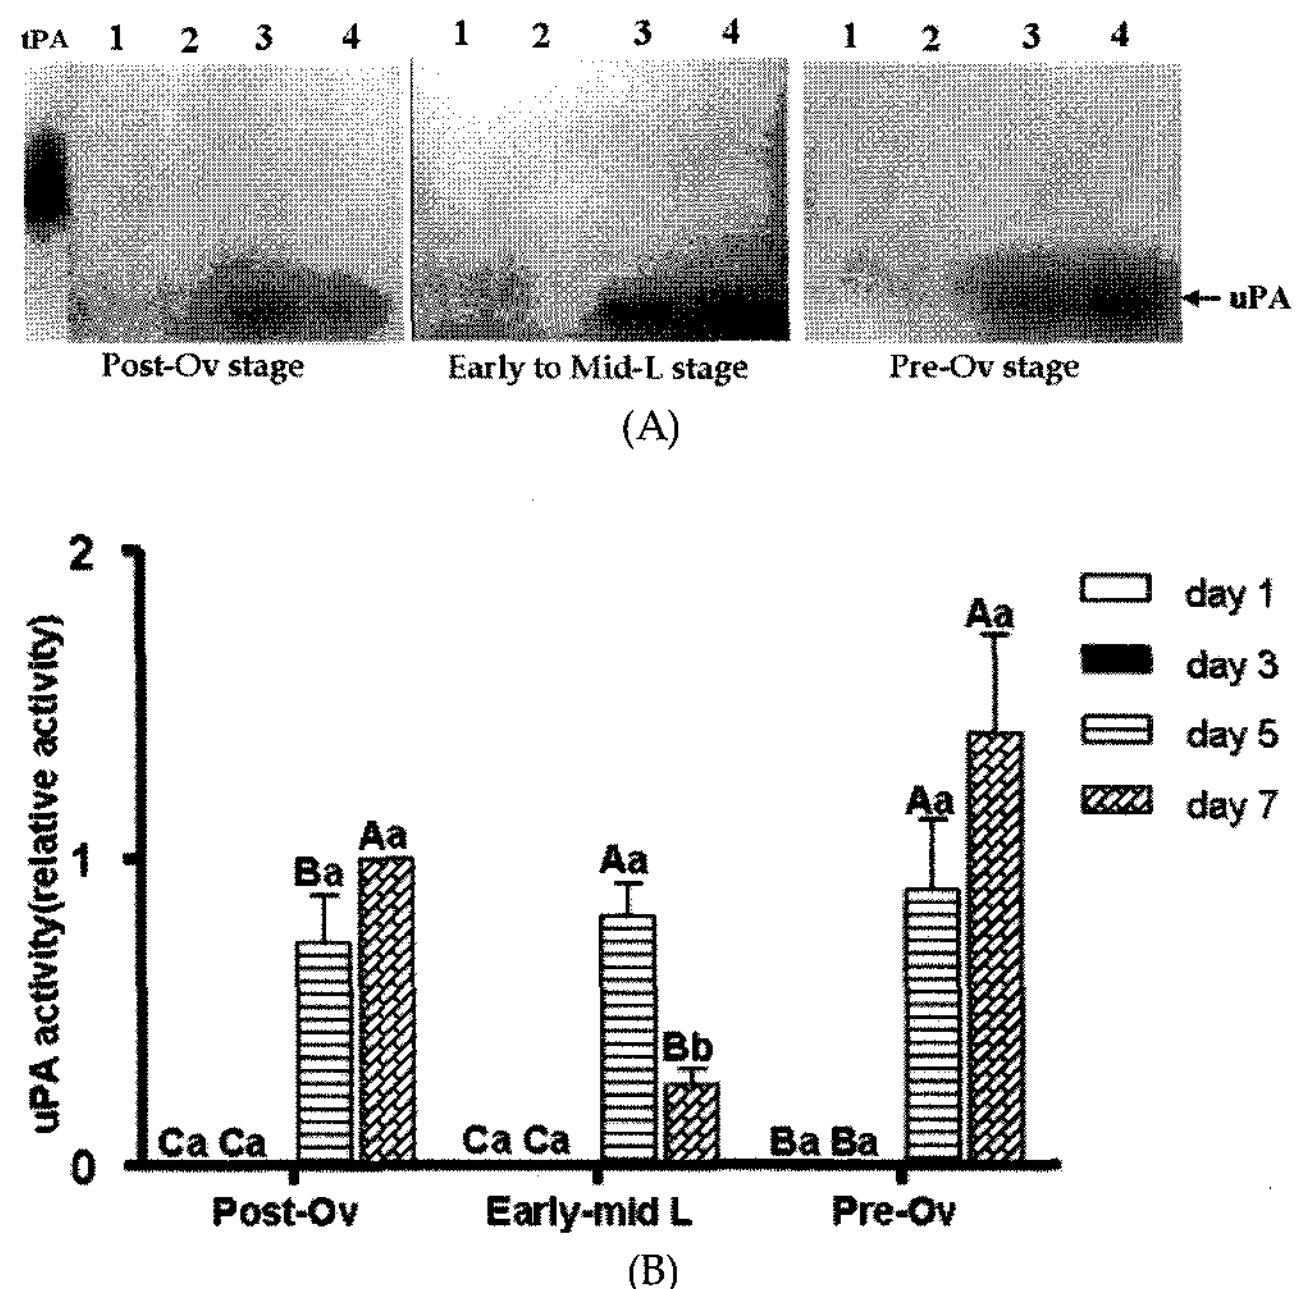 tPA 1 2 3 4 1 2 3 4 1 2 3 4
uPA
Post-Ov stage Early to Mid-L stage Pre-Ov stage
(A)
2
1
0
uPA activity(relative activity)
Ca Ca Ba Aa
Ca Ca Aa Bb
Ba Ba Aa Aa
day 1
day 3
day 5
day 7
Post-Ov Early-mid L Pre-Ov
(B)